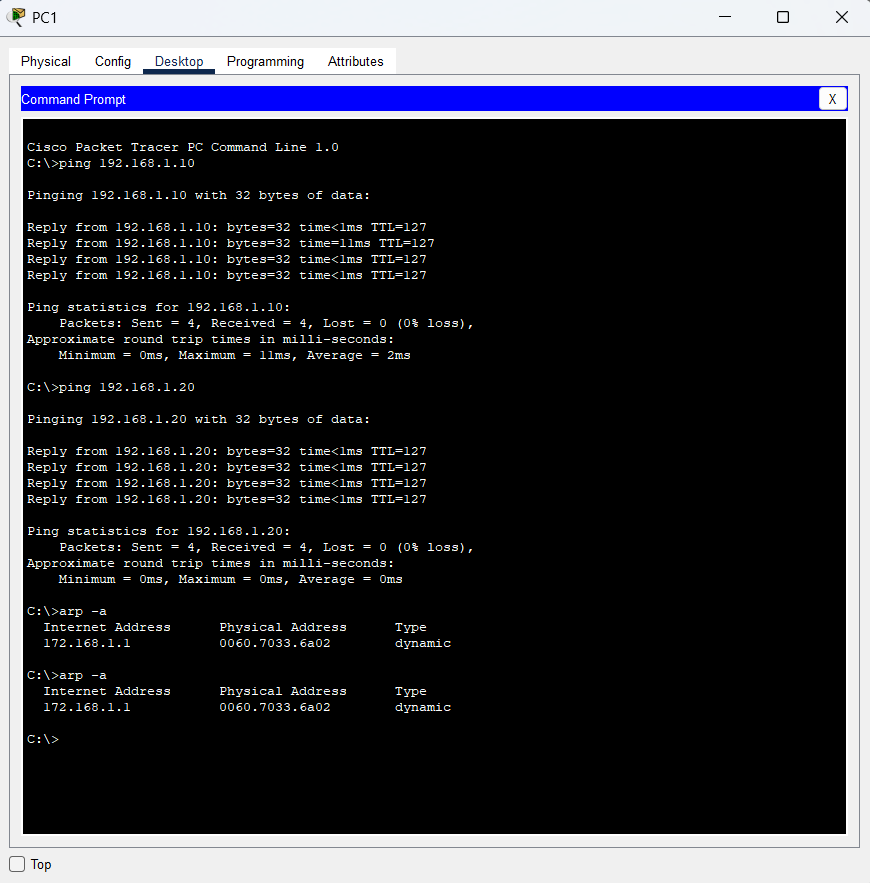 PC1
Physical Config Desktop Programming Attributes
Command Prompt X
Cisco Packet Tracer PC Command Line 1.0
C:\>ping 192.168.1.10
Pinging 192.168.1.10 with 32 bytes of data:
Reply from 192.168.1.10: bytes=32 time<1ms TTL=127
Reply from 192.168.1.10: bytes=32 time=11ms TTL=127
Reply from 192.168.1.10: bytes=32 time<1ms TTL=127
Reply from 192.168.1.10: bytes=32 time<1ms TTL=127
Ping statistics for 192.168.1.10:
Packets: Sent = 4, Received = 4, Lost = 0 (0% loss),
Approximate round trip times in milli-seconds:
Minimum = 0ms, Maximum = 11ms, Average = 2ms
C:\>ping 192.168.1.20
Pinging 192.168.1.20 with 32 bytes of data:
Reply from 192.168.1.20: bytes=32 time<1ms TTL=127
Reply from 192.168.1.20: bytes=32 time<1ms TTL=127
Reply from 192.168.1.20: bytes=32 time<1ms TTL=127
Reply from 192.168.1.20: bytes=32 time<1ms TTL=127
Ping statistics for 192.168.1.20:
Packets: Sent = 4, Received = 4, Lost = 0 (0% loss),
Approximate round trip times in milli-seconds:
Minimum = 0ms, Maximum = 0ms, Average = 0ms
C:\>arp -a
Internet Address Physical Address Type
172.168.1.1 0060.7033.6a02 dynamic
C:\>arp -a
Internet Address Physical Address Type
172.168.1.1 0060.7033.6a02 dynamic
C:\>
Top